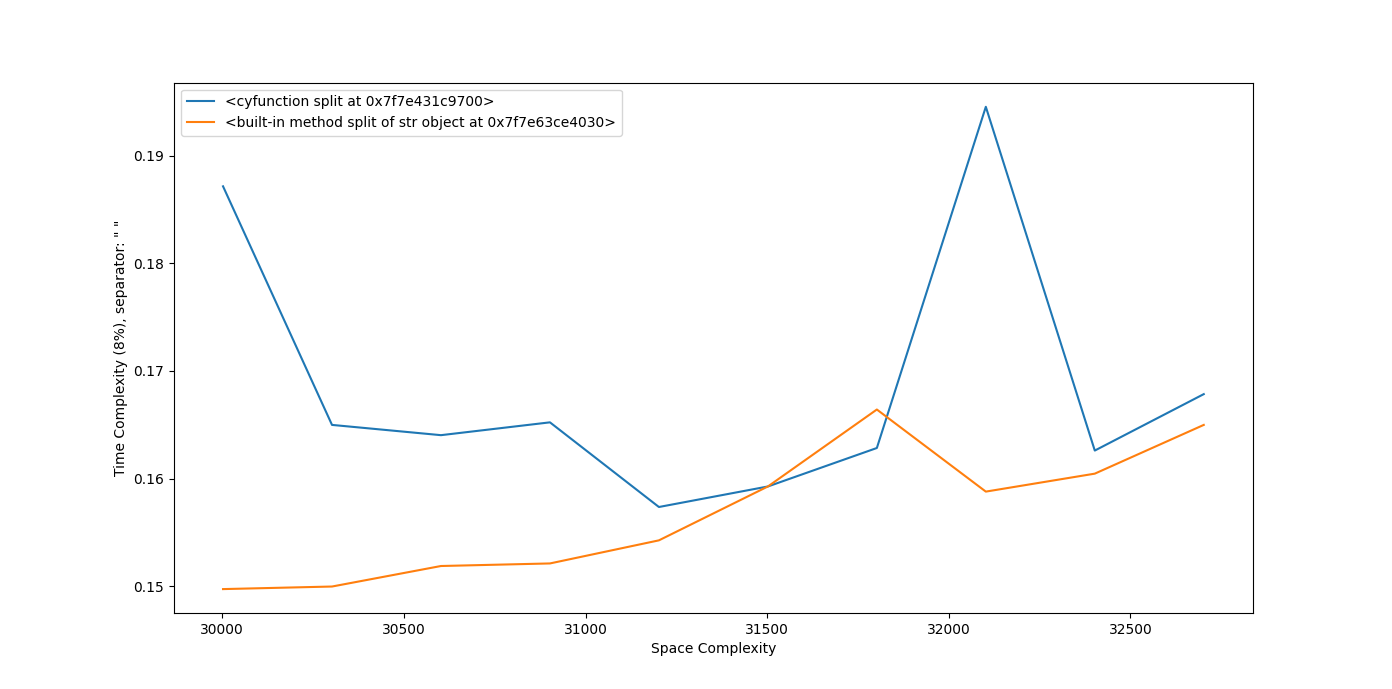 <cyfunction split at 0x7f7e431c9700>
<built-in method split of str object at 0x7f7e63ce4030>
0.19
0.18
0.17
0.16
0.15
Time Complexity (8%), separator: " "
30000 30500 31000 31500 32000 32500
Space Complexity